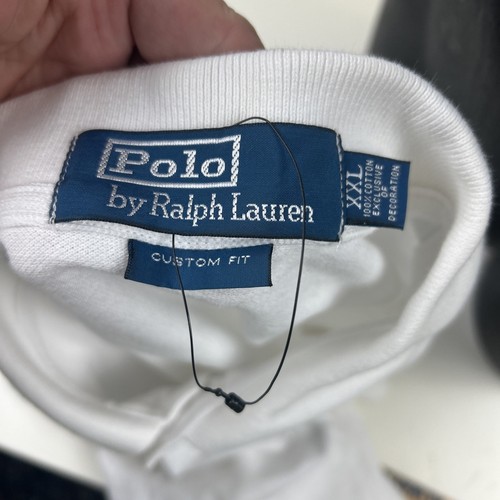 Polo
by Ralph Lauren
CUSTOM FIT
XXL
100% COTTON
EXCLUSIVE
OF
DECORATION